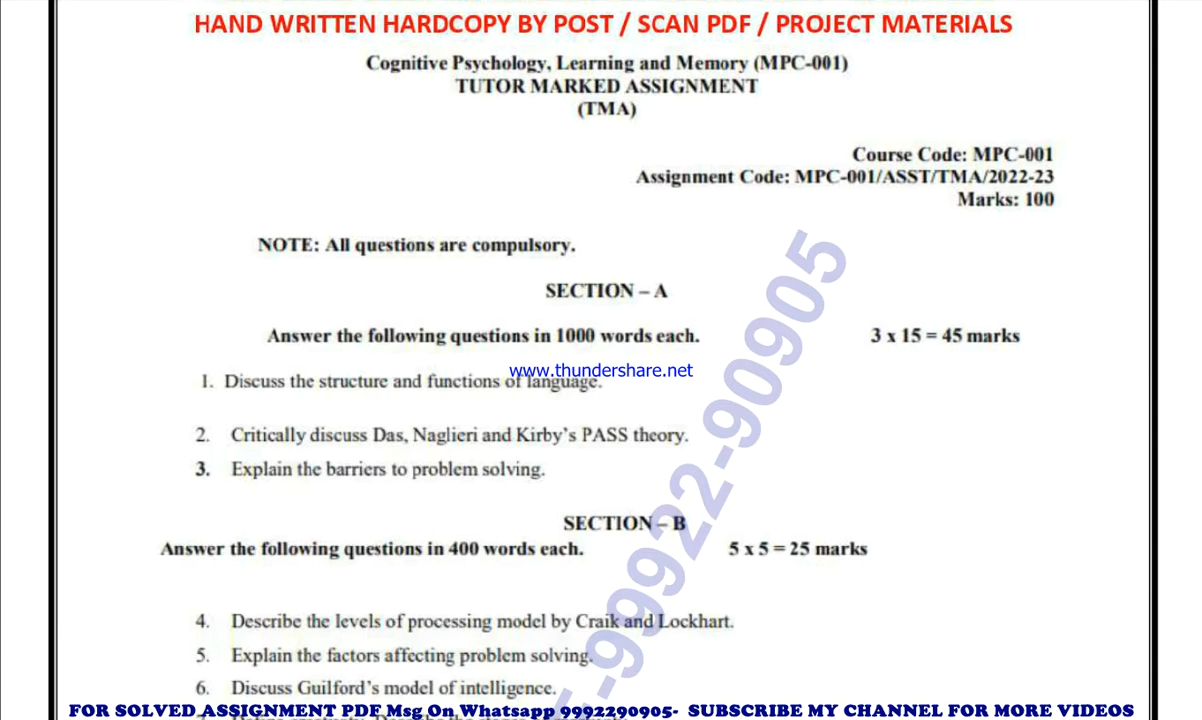 HAND WRITTEN HARDCOPY BY POST / SCAN PDF / PROJECT MATERIALS
Cognitive Psychology, Learning and Memory (MPC-001)
TUTOR MARKED ASSIGNMENT
(TMA)
Course Code: MPC-001
Assignment Code: MPC-001/ASST/TMA/2022-23
Marks: 100
NOTE: All questions are compulsory.
SECTION – A
Answer the following questions in 1000 words each. 3 x 15 = 45 marks
www.thundershare.net
1. Discuss the structure and functions of language.
2. Critically discuss Das, Naglieri and Kirby's PASS theory.
3. Explain the barriers to problem solving.
SECTION – B
Answer the following questions in 400 words each. 5 x 5 = 25 marks
4. Describe the levels of processing model by Craik and Lockhart.
5. Explain the factors affecting problem solving.
6. Discuss Guilford's model of intelligence.
-99922-90905
FOR SOLVED ASSIGNMENT PDF Msg On Whatsapp 9992290905- SUBSCRIBE MY CHANNEL FOR MORE VIDEOS